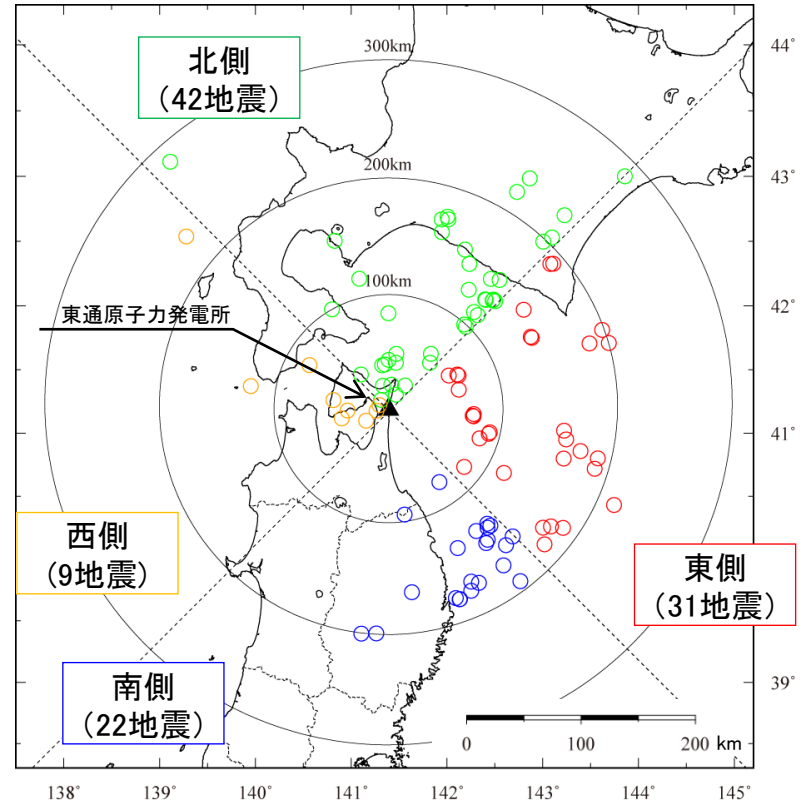 300km
44°
北側
（42地震）
43°
200km
100km
42°
東通原子力発電所
41°
西側
（9地震）
東側
（31地震）
南側
（22地震）
39°
0 100 200 km
138° 139° 140° 141° 142° 143° 144° 145°